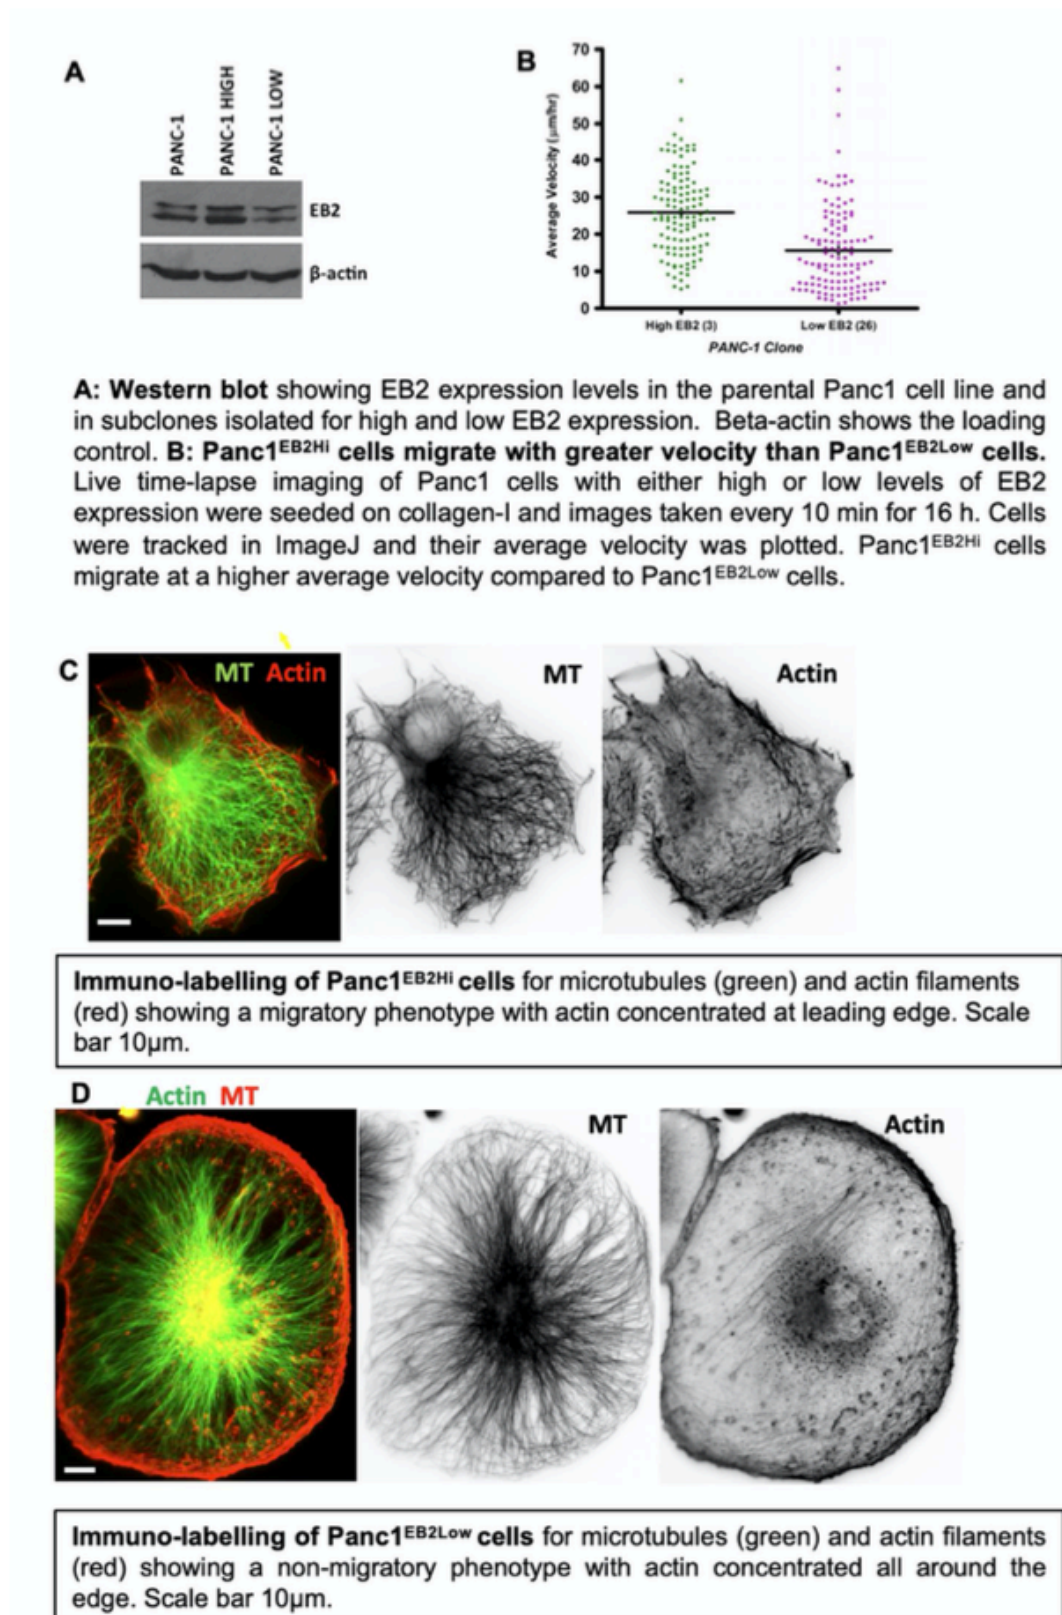 A
PANC-1
PANC-1 HIGH
PANC-1 LOW
EB2
β-actin
B
Average Velocity (μm/hr)
70
60
50
40
30
20
10
0
High EB2 (3)
Low EB2 (26)
PANC-1 Clone
A: Western blot showing EB2 expression levels in the parental Panc1 cell line and
in subclones isolated for high and low EB2 expression. Beta-actin shows the loading
control. B: Panc1EB2Hi cells migrate with greater velocity than Panc1EB2Low cells.
Live time-lapse imaging of Panc1 cells with either high or low levels of EB2
expression were seeded on collagen-I and images taken every 10 min for 16 h. Cells
were tracked in ImageJ and their average velocity was plotted. Panc1EB2Hi cells
migrate at a higher average velocity compared to Panc1EB2Low cells.
C
MT Actin
MT
Actin
Immuno-labelling of Panc1EB2Hi cells for microtubules (green) and actin filaments
(red) showing a migratory phenotype with actin concentrated at leading edge. Scale
bar 10μm.
D
Actin MT
MT
Actin
Immuno-labelling of Panc1EB2Low cells for microtubules (green) and actin filaments
(red) showing a non-migratory phenotype with actin concentrated all around the
edge. Scale bar 10μm.